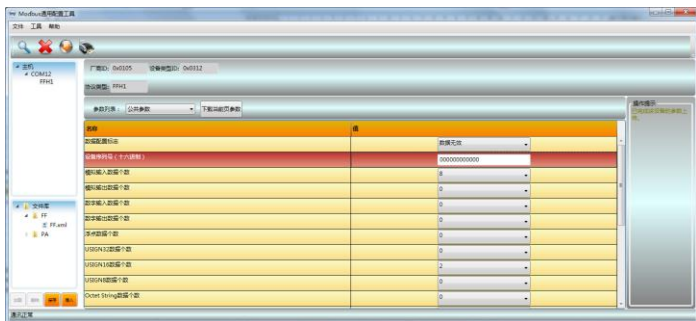 Modbus通用配置工具
文件 工具 帮助
主机
COM12
FFH1
厂商ID: 0x0105 设备类型ID: 0x0312
协议类型: FFH1
参数列表: 公共参数 下载当前页参数
名称 值
数据配置标志 数据无效
设备序列号(十六进制) 000000000000
模拟输入数据个数 8
模拟输出数据个数 0
数字输入数据个数 0
数字输出数据个数 0
浮点数据个数 0
USIGN32数据个数 0
USIGN16数据个数 2
USIGN8数据个数 0
Octet String数据个数 0
文件库
FF
FF.xml
PA
操作提示
通讯正常